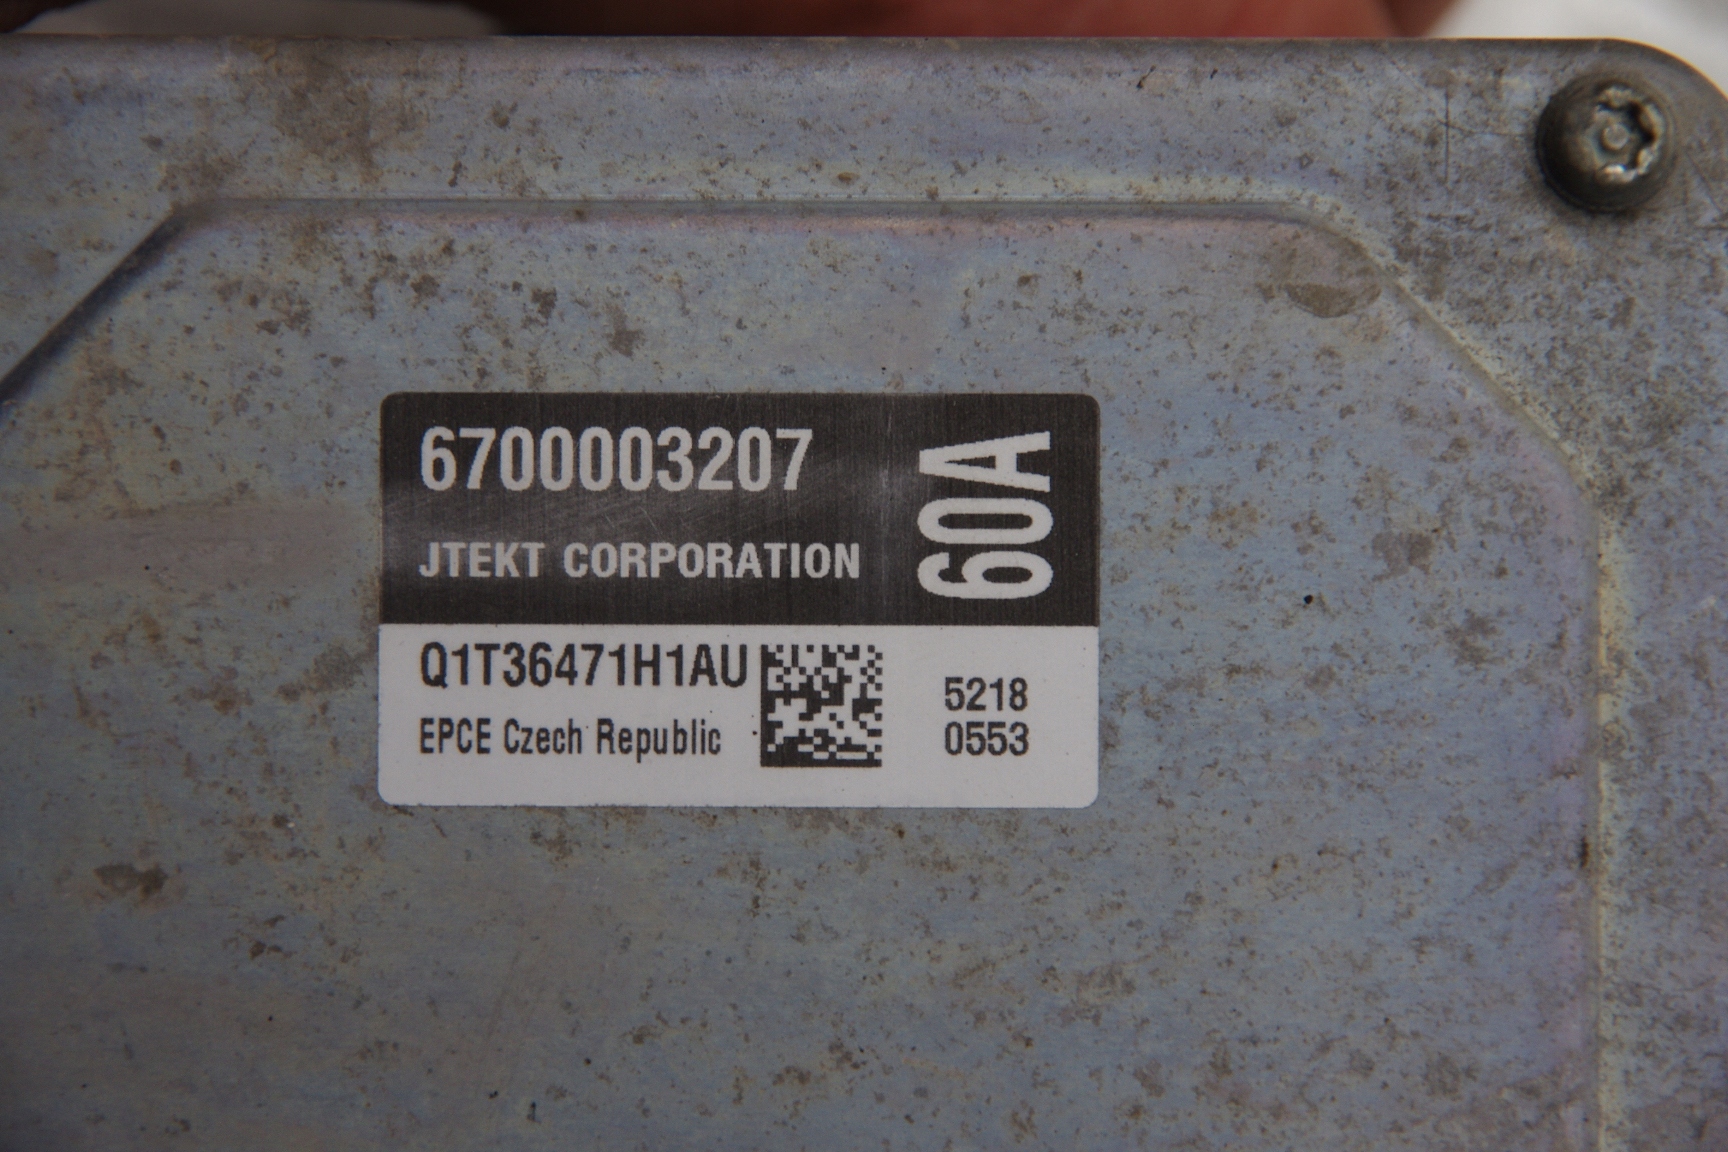 6700003207
JTEKT CORPORATION
60A
Q1T36471H1AU
EPCE Czech Republic
5218
0553